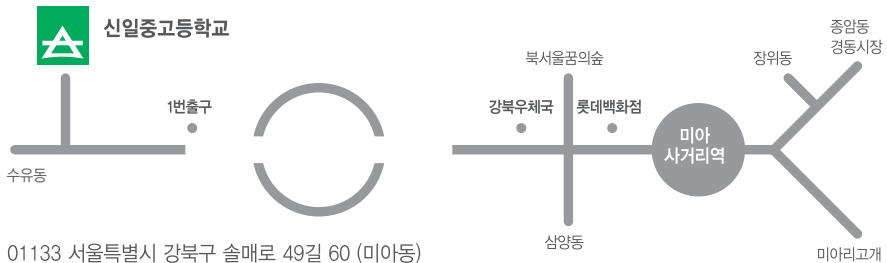 신일중고등학교
종암동
경동시장
북서울꿈의숲
장위동
1번출구
강북우체국
롯데백화점
미아
사거리역
수유동
삼양동
미아리고개
01133 서울특별시 강북구 솔매로 49길 60 (미아동)